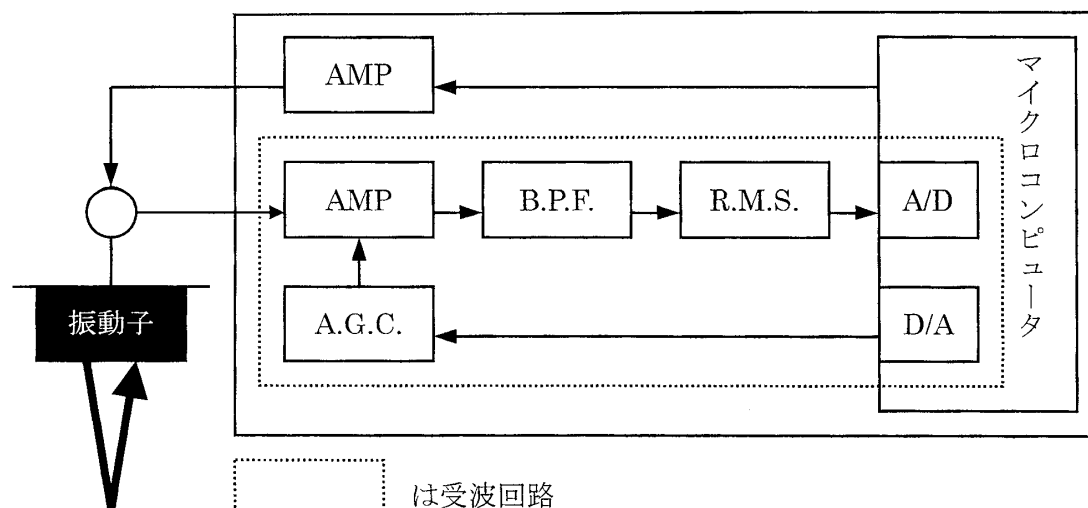 AMP
マイクロコンピュータ
AMP
B.P.F.
R.M.S.
A/D
振動子
A.G.C.
D/A
は受波回路